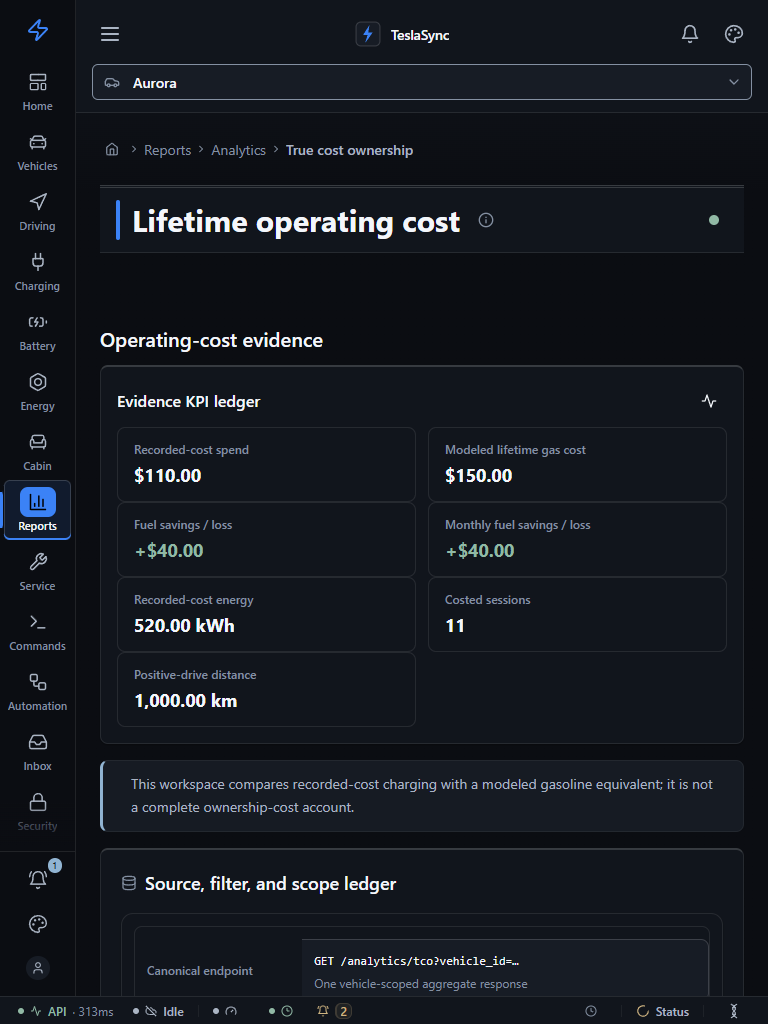 TeslaSync
Aurora
Home
Vehicles
Driving
Charging
Battery
Energy
Cabin
Reports
Service
Commands
Automation
Inbox
Security
1
Reports
Analytics
True cost ownership
Lifetime operating cost
Operating-cost evidence
Evidence KPI ledger
Recorded-cost spend
$110.00
Modeled lifetime gas cost
$150.00
Fuel savings / loss
+$40.00
Monthly fuel savings / loss
+$40.00
Recorded-cost energy
520.00 kWh
Costed sessions
11
Positive-drive distance
1,000.00 km
This workspace compares recorded-cost charging with a modeled gasoline equivalent; it is not
a complete ownership-cost account.
Source, filter, and scope ledger
Canonical endpoint
GET /analytics/tco?vehicle_id=…
One vehicle-scoped aggregate response
API · 313ms
Idle
2
Status